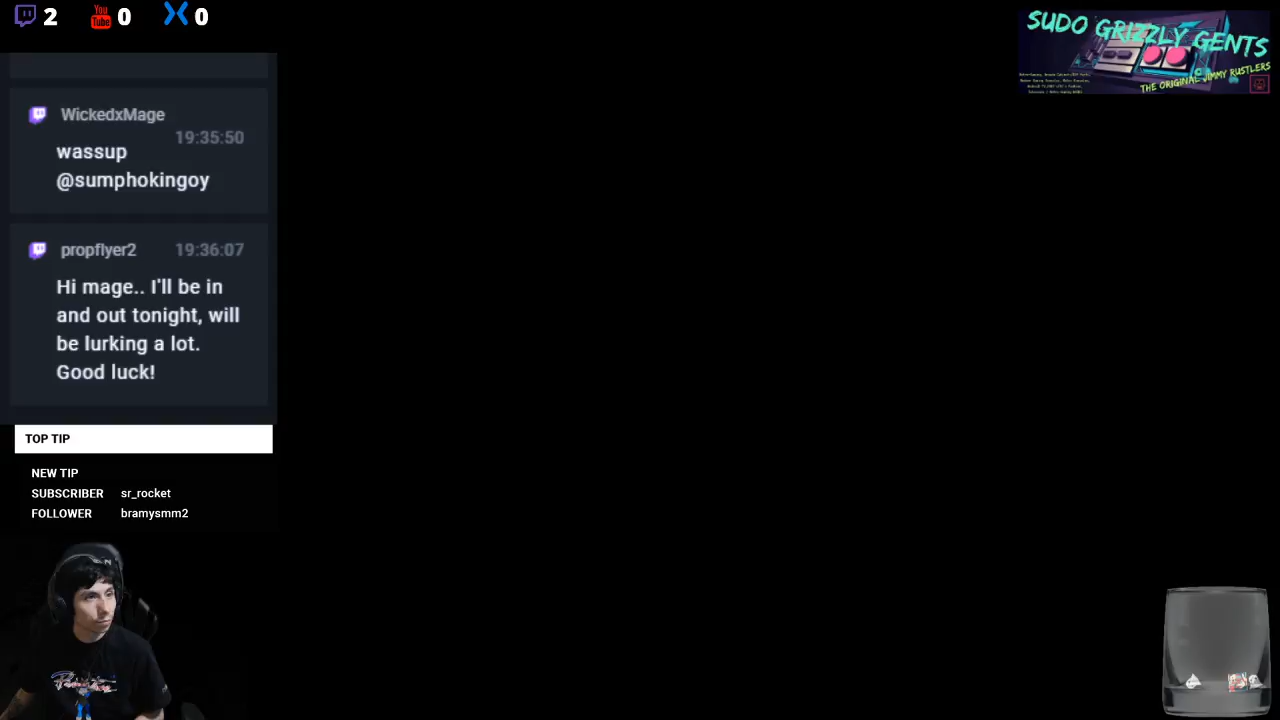 2 0 0
SUDO GRIZZLY GENTS
THE ORIGINAL JIMMY RUSTLERS
WickedxMage
19:35:50
wassup
@sumphokingoy
propflyer2 19:36:07
Hi mage.. I'll be in
and out tonight, will
be lurking a lot.
Good luck!
TOP TIP
NEW TIP
SUBSCRIBER sr_rocket
FOLLOWER bramysmm2